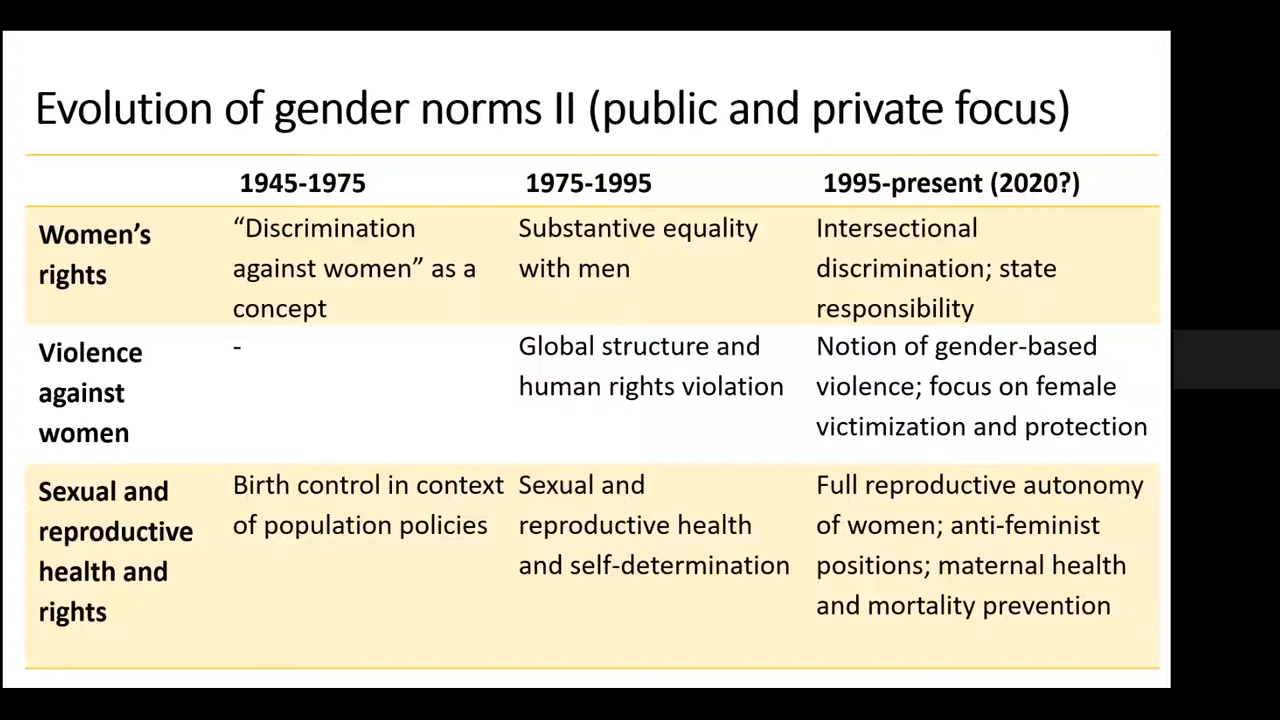 Evolution of gender norms II (public and private focus)
1945-1975
1975-1995
1995-present (2020?)
Women’s
rights
“Discrimination
against women” as a
concept
Substantive equality
with men
Intersectional
discrimination; state
responsibility
Violence
against
women
-
Global structure and
human rights violation
Notion of gender-based
violence; focus on female
victimization and protection
Sexual and
reproductive
health and
rights
Birth control in context
of population policies
Sexual and
reproductive health
and self-determination
Full reproductive autonomy
of women; anti-feminist
positions; maternal health
and mortality prevention